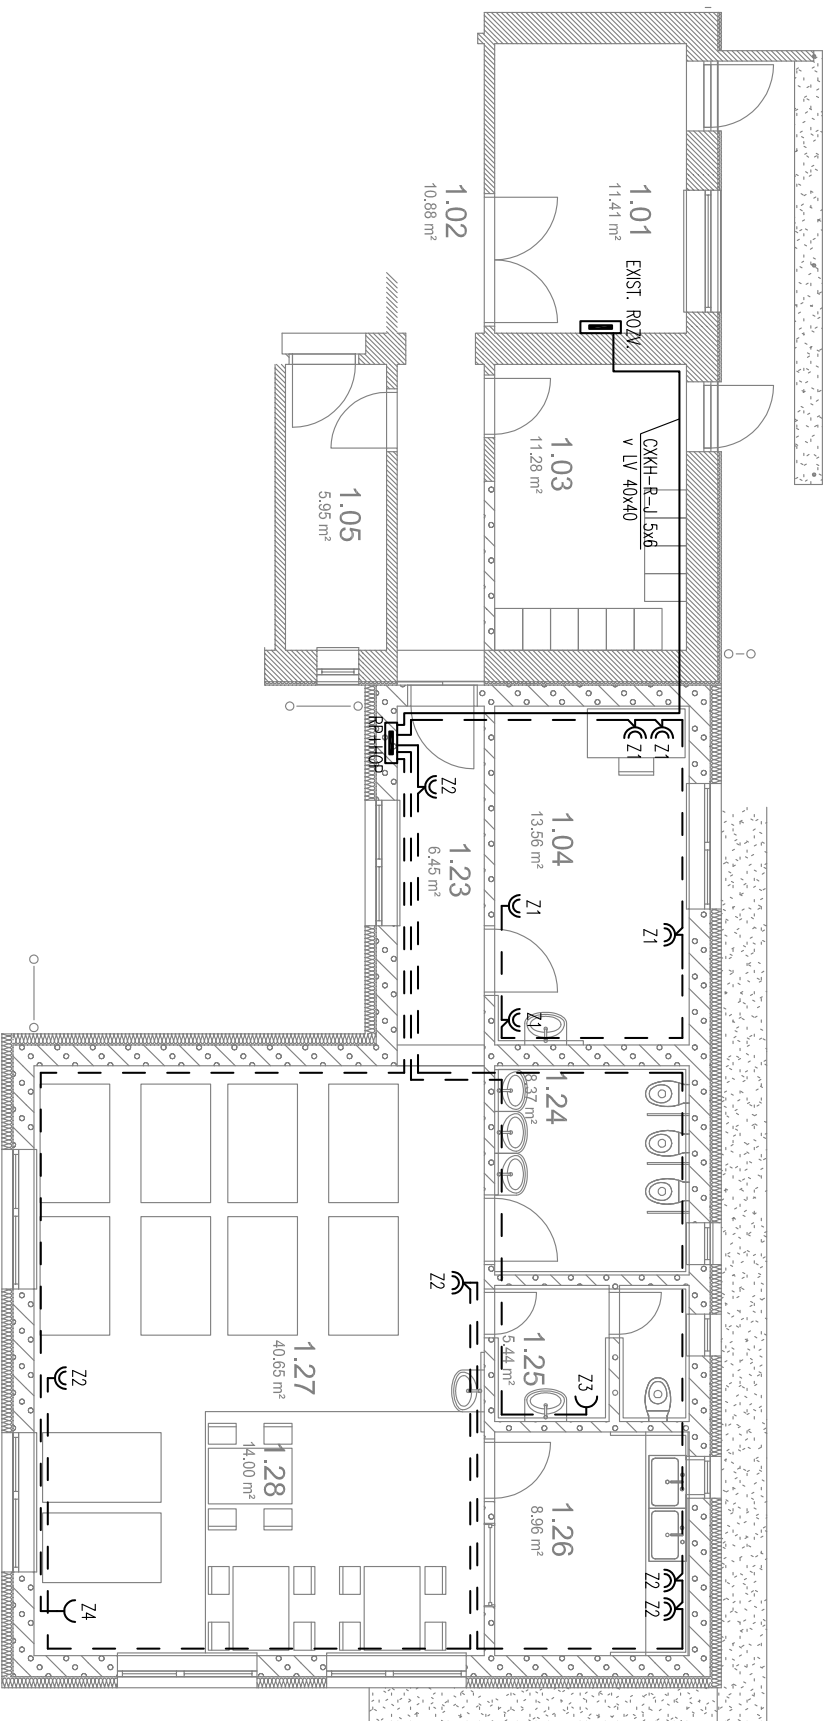 1.01
11.41 m²
EXIST. ROZV.
1.02
10.88 m²
CXKH-R-J 5x6
v LV 40x40
1.03
11.28 m²
1.05
5.95 m²
RP+HOP
Z1
Z1
Z2
1.04
13.56 m²
1.23
6.45 m²
Z1
Z1
Z1
1.24
8.37 m²
Z2
1.25
5.44 m²
Z3
1.27
40.65 m²
Z2
1.28
14.00 m²
1.26
8.96 m²
Z2
Z2
Z4